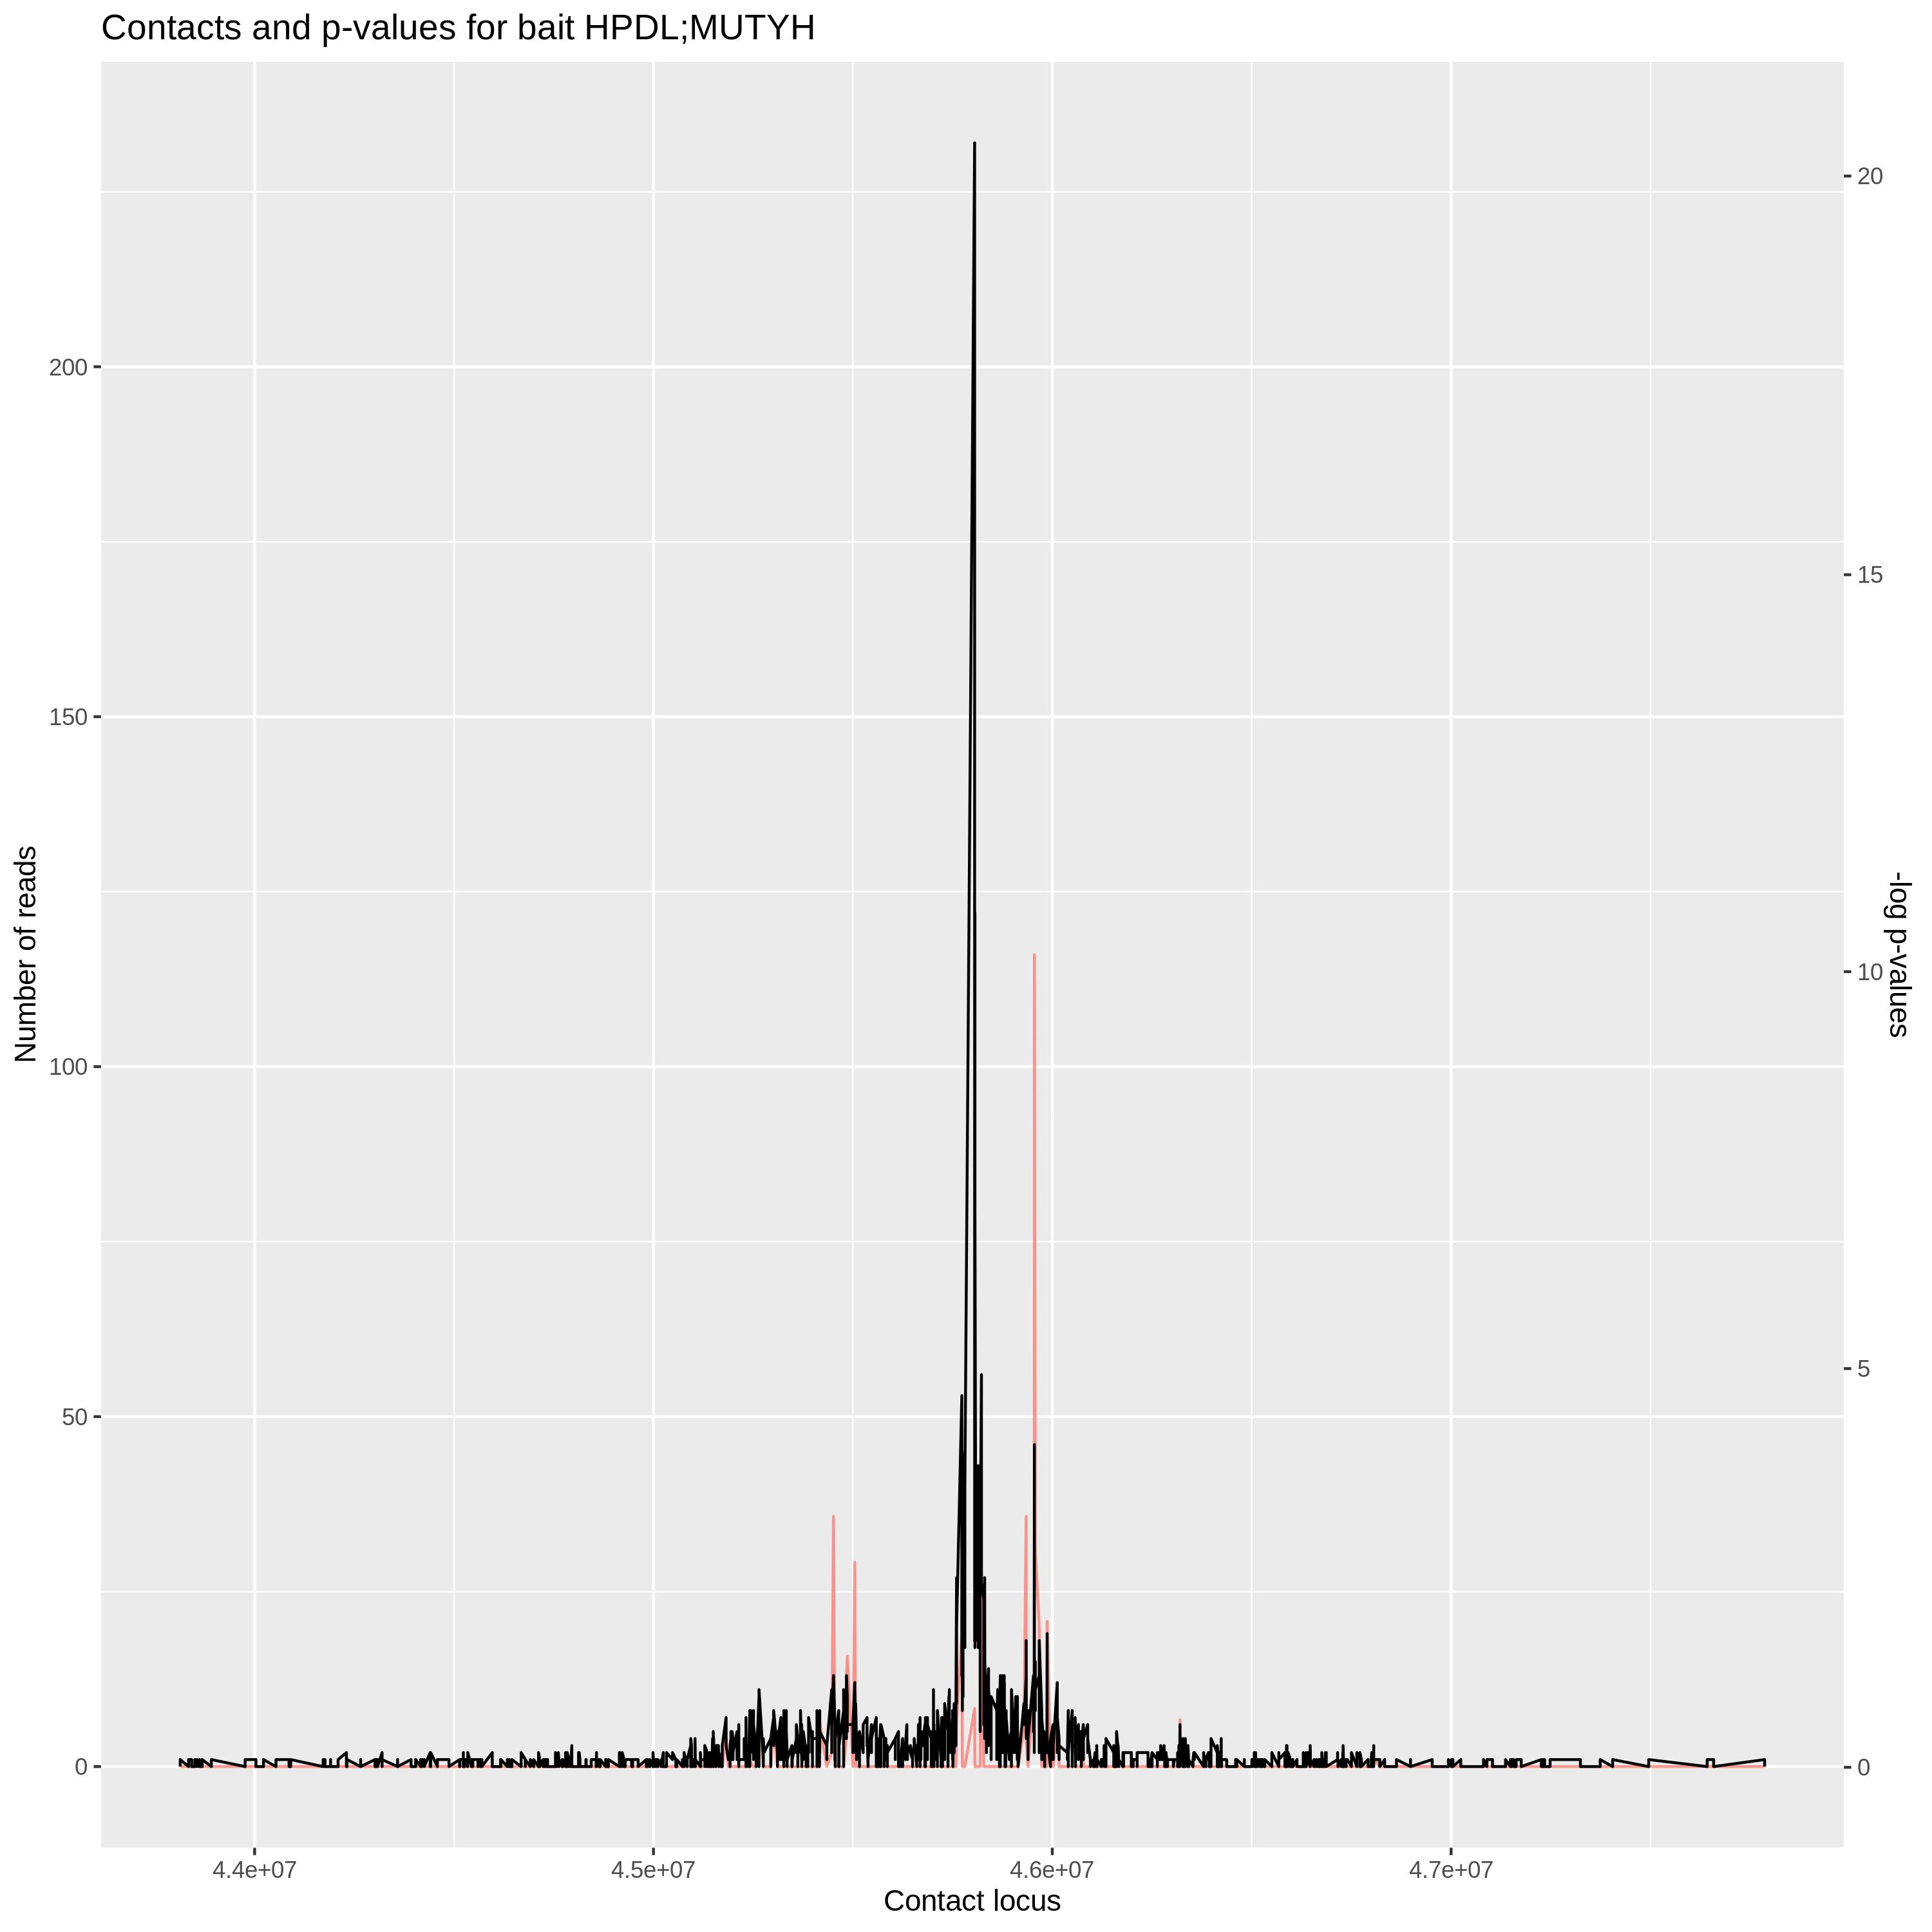 Contacts and p-values for bait HPDL;MUTYH
Number of reads
200
150
100
50
0
20
15
10
5
0
-log p-values
4.4e+07
4.5e+07
4.6e+07
4.7e+07
Contact locus